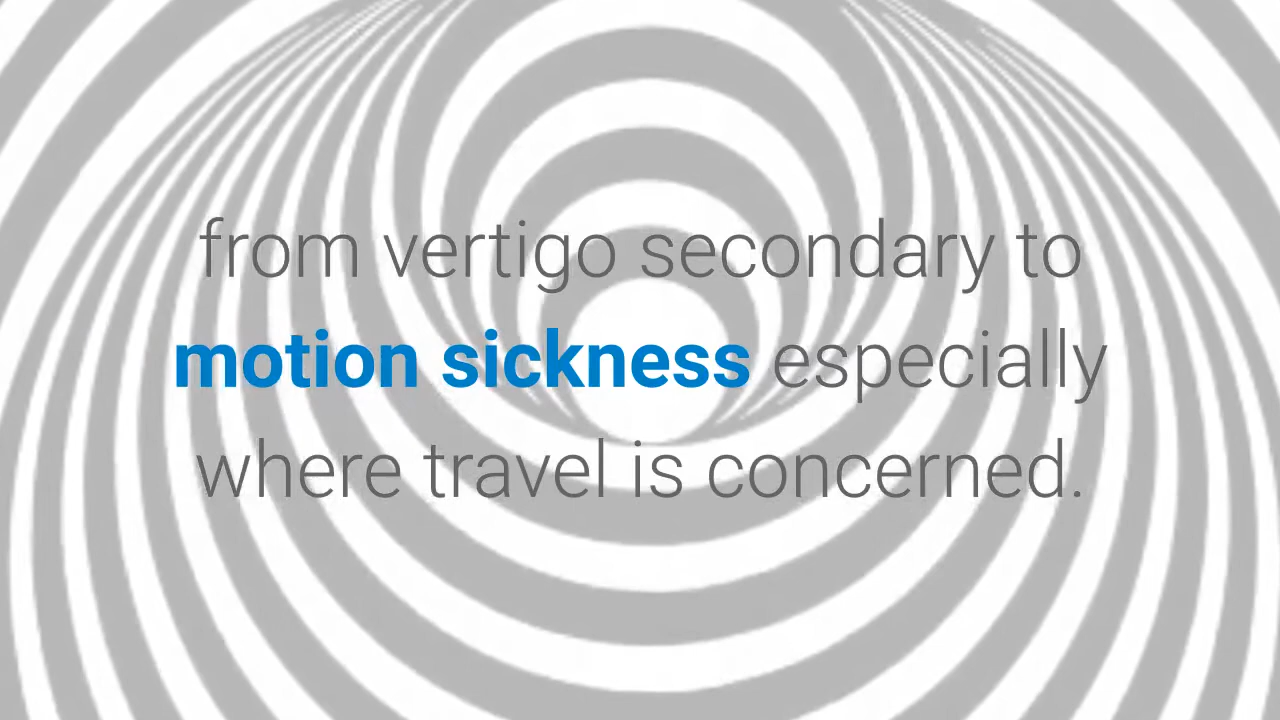 from vertigo secondary to
motion sickness especially
where travel is concerned.